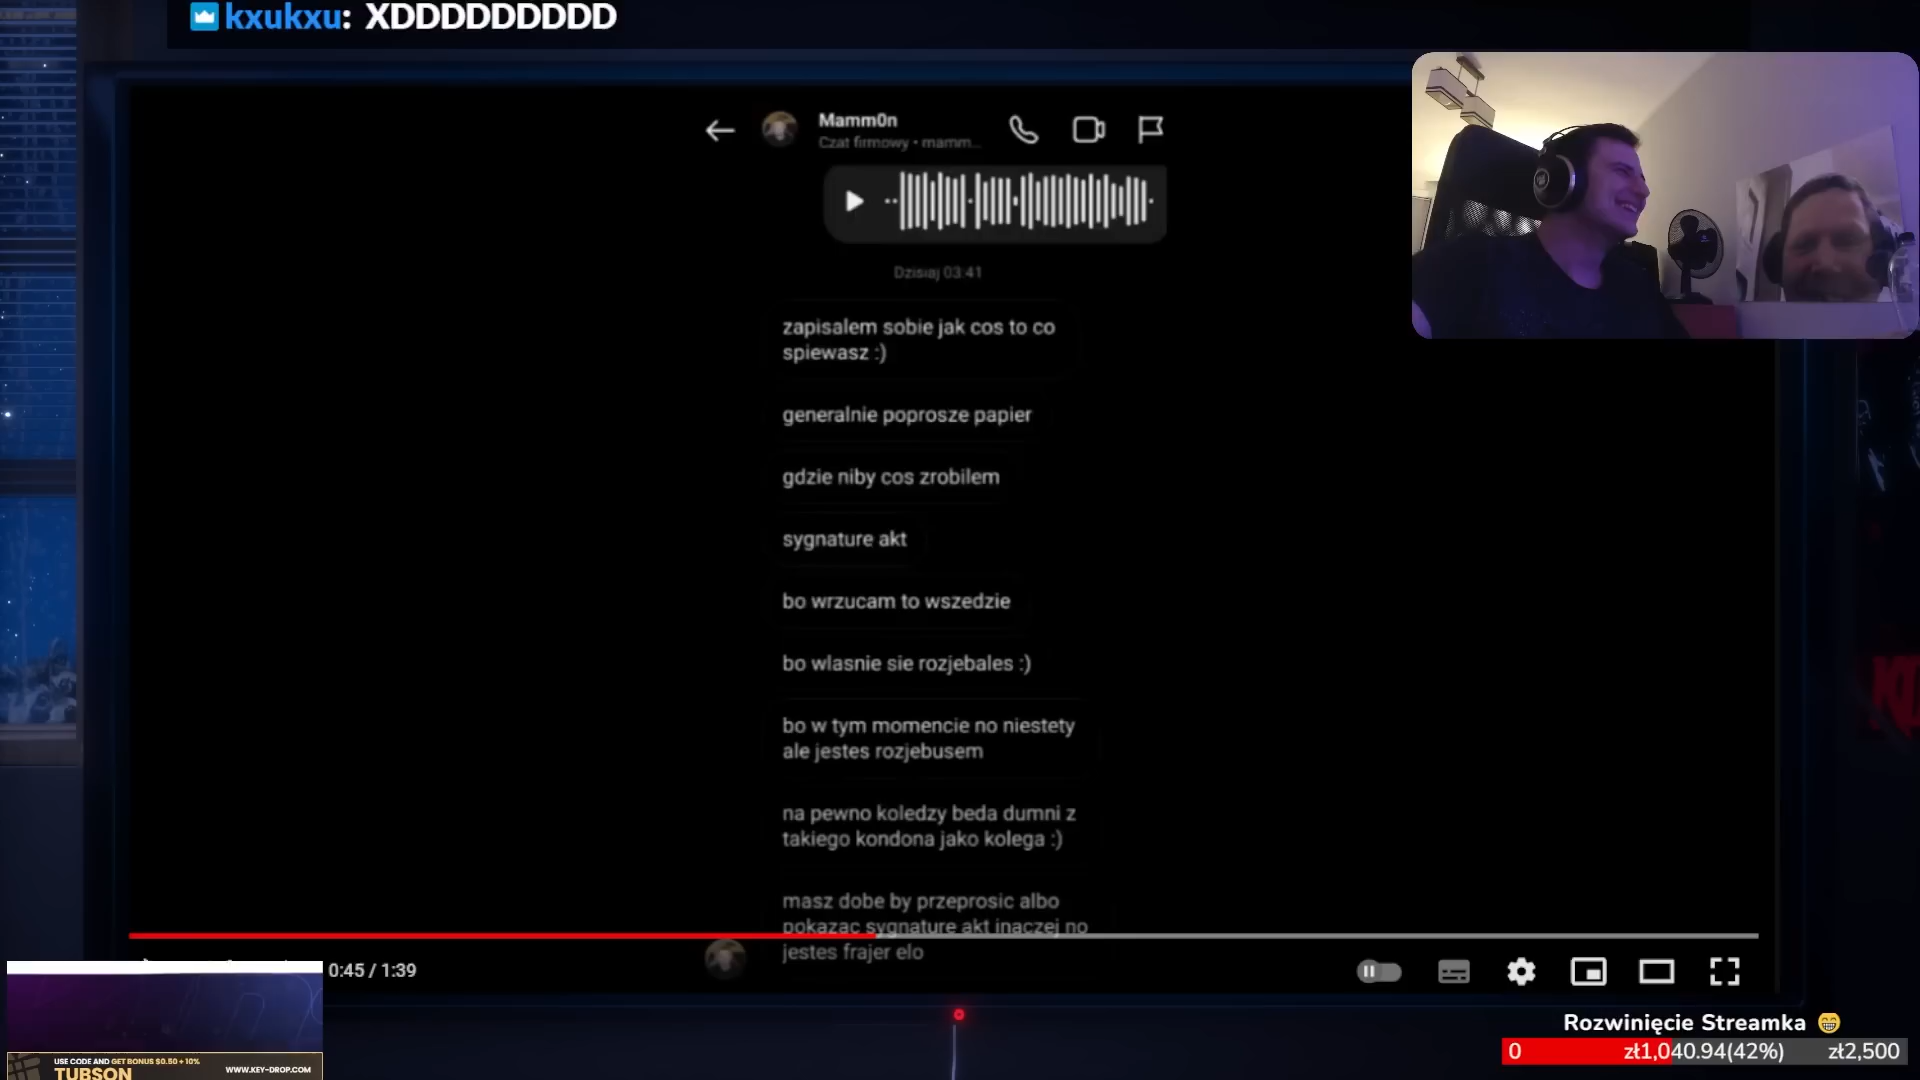 kxukxu: XDDDDDDDDDD
Mamm0n
Czat firmowy • mamm...
Dzisiaj 03:41
zapisalem sobie jak cos to co
spiewasz :)
generalnie poprosze papier
gdzie niby cos zrobilem
sygnature akt
bo wrzucam to wszedzie
bo wlasnie sie rozjebales :)
bo w tym momencie no niestety
ale jestes rozjebusem
na pewno koledzy beda dumni z
takiego kondona jako kolega :)
masz dobe by przeprosic albo
pokazac sygnature akt inaczej no
jestes frajer elo
0:45 / 1:39
USE CODE AND GET BONUS $0.50 + 10%
TUBSON
WWW.KEY-DROP.COM
Rozwinięcie Streamka 😁
0 zł1,040.94(42%) zł2,500